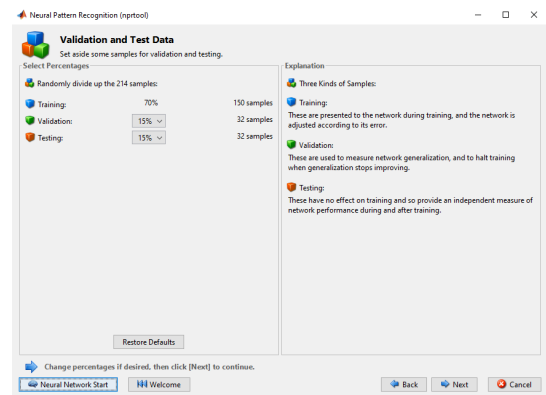 Neural Pattern Recognition (nprtool)
Validation and Test Data
Set aside some samples for validation and testing.
Select Percentages
Randomly divide up the 214 samples:
Training: 70% 150 samples
Validation: 15% 32 samples
Testing: 15% 32 samples
Restore Defaults
Explanation
Three Kinds of Samples:
Training:
These are presented to the network during training, and the network is
adjusted according to its error.
Validation:
These are used to measure network generalization, and to halt training
when generalization stops improving.
Testing:
These have no effect on training and so provide an independent measure of
network performance during and after training.
Change percentages if desired, then click [Next] to continue.
Neural Network Start Welcome Back Next Cancel